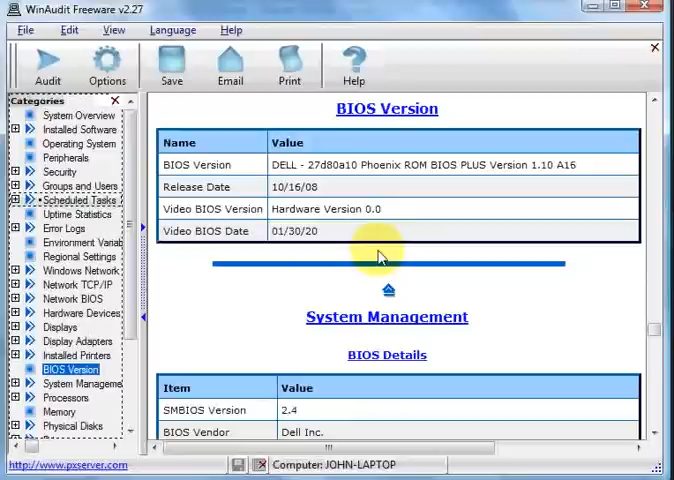 WinAudit Freeware v2.27
File Edit View Language Help
Audit Options Save Email Print Help
Categories
System Overview
Installed Software
Operating System
Peripherals
Security
Groups and Users
Scheduled Tasks
Uptime Statistics
Error Logs
Environment Variab
Regional Settings
Windows Network
Network TCP/IP
Network BIOS
Hardware Devices
Displays
Display Adapters
Installed Printers
BIOS Version
System Manageme
Processors
Memory
Physical Disks
BIOS Version
Name Value
BIOS Version DELL - 27d80a10 Phoenix ROM BIOS PLUS Version 1.10 A16
Release Date 10/16/08
Video BIOS Version Hardware Version 0.0
Video BIOS Date 01/30/20
System Management
BIOS Details
Item Value
SMBIOS Version 2.4
BIOS Vendor Dell Inc.
http://www.pxserver.com Computer: JOHN-LAPTOP